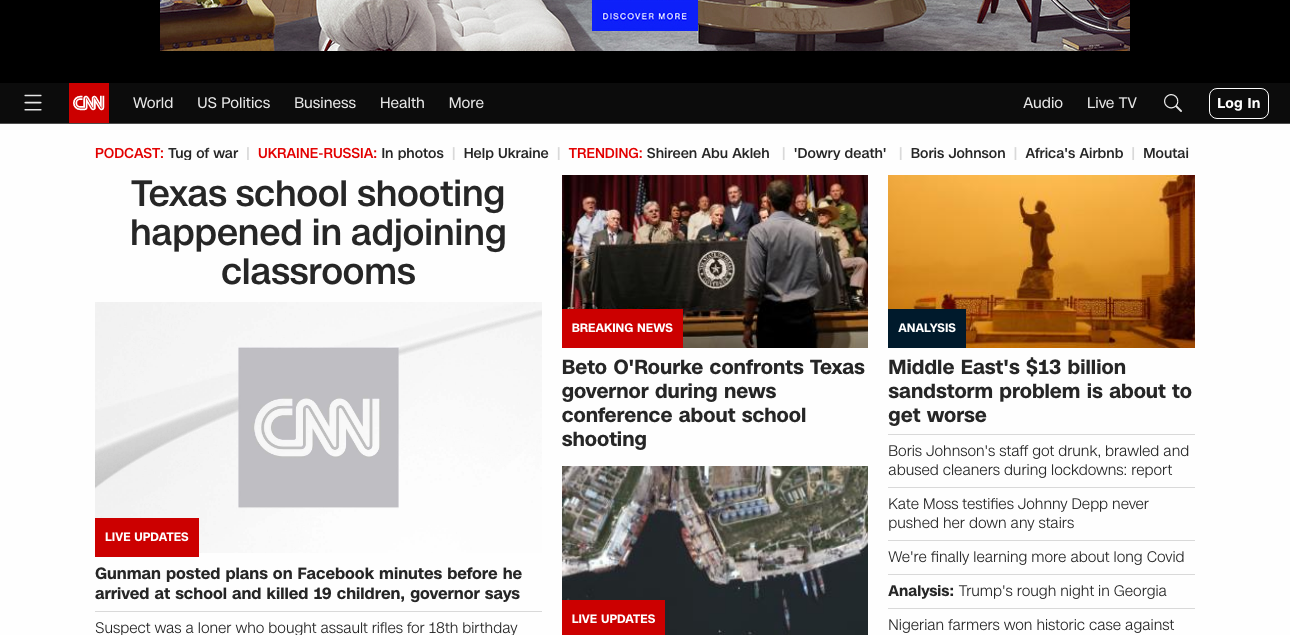 DISCOVER MORE
CNN
World
US Politics
Business
Health
More
Audio
Live TV
Log In
PODCAST: Tug of war | UKRAINE-RUSSIA: In photos | Help Ukraine | TRENDING: Shireen Abu Akleh | 'Dowry death' | Boris Johnson | Africa's Airbnb | Moutai
Texas school shooting
happened in adjoining
classrooms
CNN
LIVE UPDATES
Gunman posted plans on Facebook minutes before he
arrived at school and killed 19 children, governor says
Suspect was a loner who bought assault rifles for 18th birthday
BREAKING NEWS
Beto O'Rourke confronts Texas
governor during news
conference about school
shooting
LIVE UPDATES
ANALYSIS
Middle East's $13 billion
sandstorm problem is about to
get worse
Boris Johnson's staff got drunk, brawled and
abused cleaners during lockdowns: report
Kate Moss testifies Johnny Depp never
pushed her down any stairs
We're finally learning more about long Covid
Analysis: Trump's rough night in Georgia
Nigerian farmers won historic case against